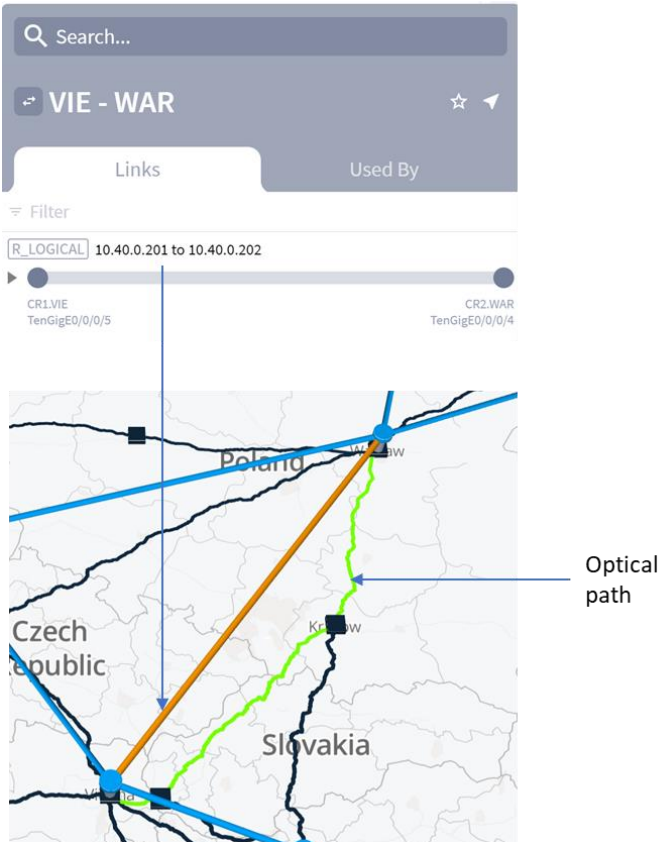 Search...
VIE - WAR
Links
Used By
Filter
R_LOGICAL 10.40.0.201 to 10.40.0.202
CR1.VIE
TenGigE0/0/0/5
CR2.WAR
TenGigE0/0/0/4
Poland
Optical
path
Czech
Slovakia